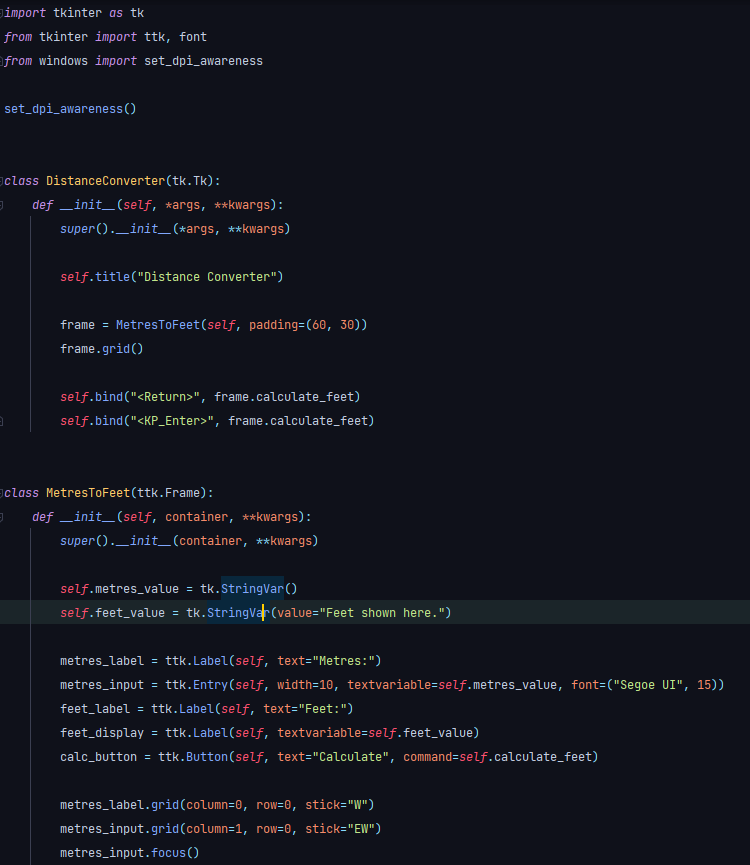 import tkinter as tk
from tkinter import ttk, font
from windows import set_dpi_awareness
set_dpi_awareness()
class DistanceConverter(tk.Tk):
    def __init__(self, *args, **kwargs):
        super().__init__(*args, **kwargs)
        self.title("Distance Converter")
        frame = MetresToFeet(self, padding=(60, 30))
        frame.grid()
        self.bind("<Return>", frame.calculate_feet)
        self.bind("<KP_Enter>", frame.calculate_feet)
class MetresToFeet(ttk.Frame):
    def __init__(self, container, **kwargs):
        super().__init__(container, **kwargs)
        self.metres_value = tk.StringVar()
        self.feet_value = tk.StringVar(value="Feet shown here.")
        metres_label = ttk.Label(self, text="Metres:")
        metres_input = ttk.Entry(self, width=10, textvariable=self.metres_value, font=("Segoe UI", 15))
        feet_label = ttk.Label(self, text="Feet:")
        feet_display = ttk.Label(self, textvariable=self.feet_value)
        calc_button = ttk.Button(self, text="Calculate", command=self.calculate_feet)
        metres_label.grid(column=0, row=0, stick="W")
        metres_input.grid(column=1, row=0, stick="EW")
        metres_input.focus()